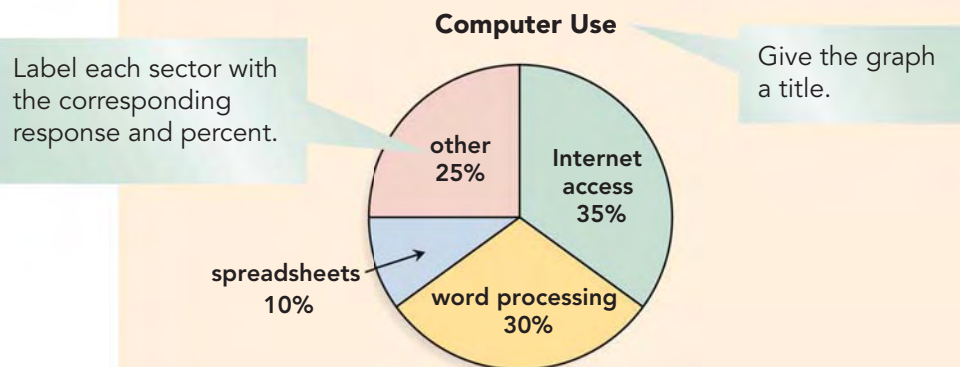 Computer Use
Label each sector with
the corresponding
response and percent.
Give the graph
a title.
other
25%
Internet
access
35%
spreadsheets
10%
word processing
30%